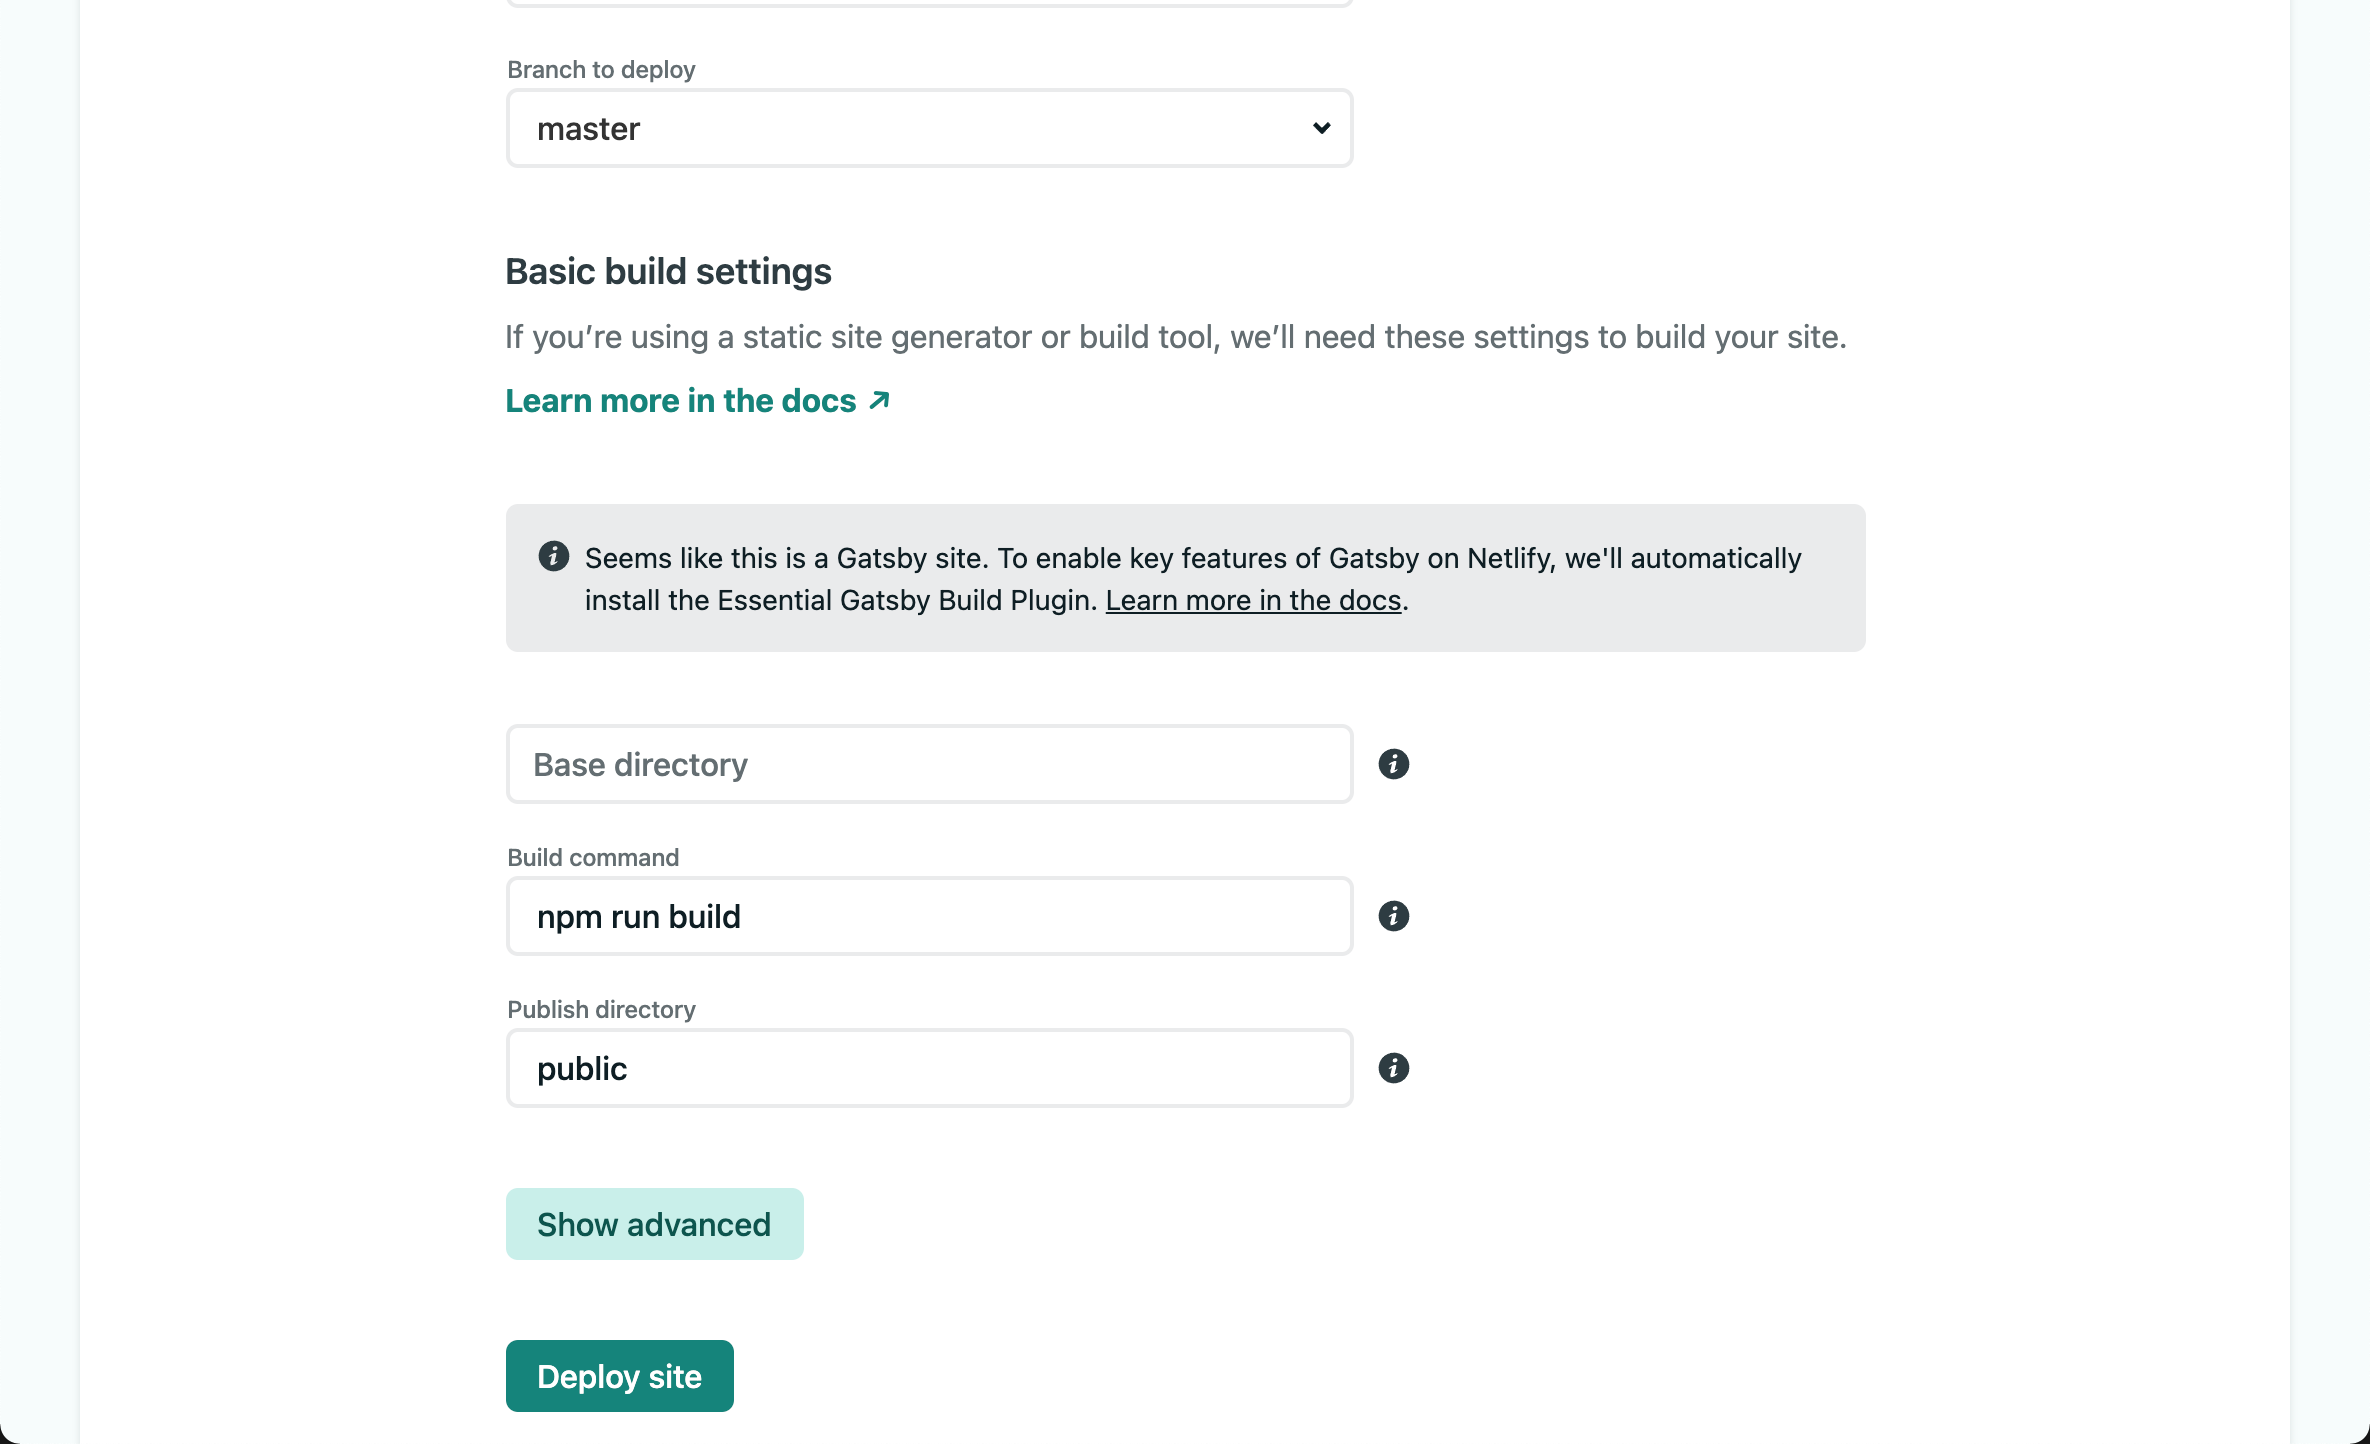 Branch to deploy
master
Basic build settings
If you’re using a static site generator or build tool, we’ll need these settings to build your site.
Learn more in the docs ↗
Seems like this is a Gatsby site. To enable key features of Gatsby on Netlify, we'll automatically
install the Essential Gatsby Build Plugin. Learn more in the docs.
Base directory
Build command
npm run build
Publish directory
public
Show advanced
Deploy site